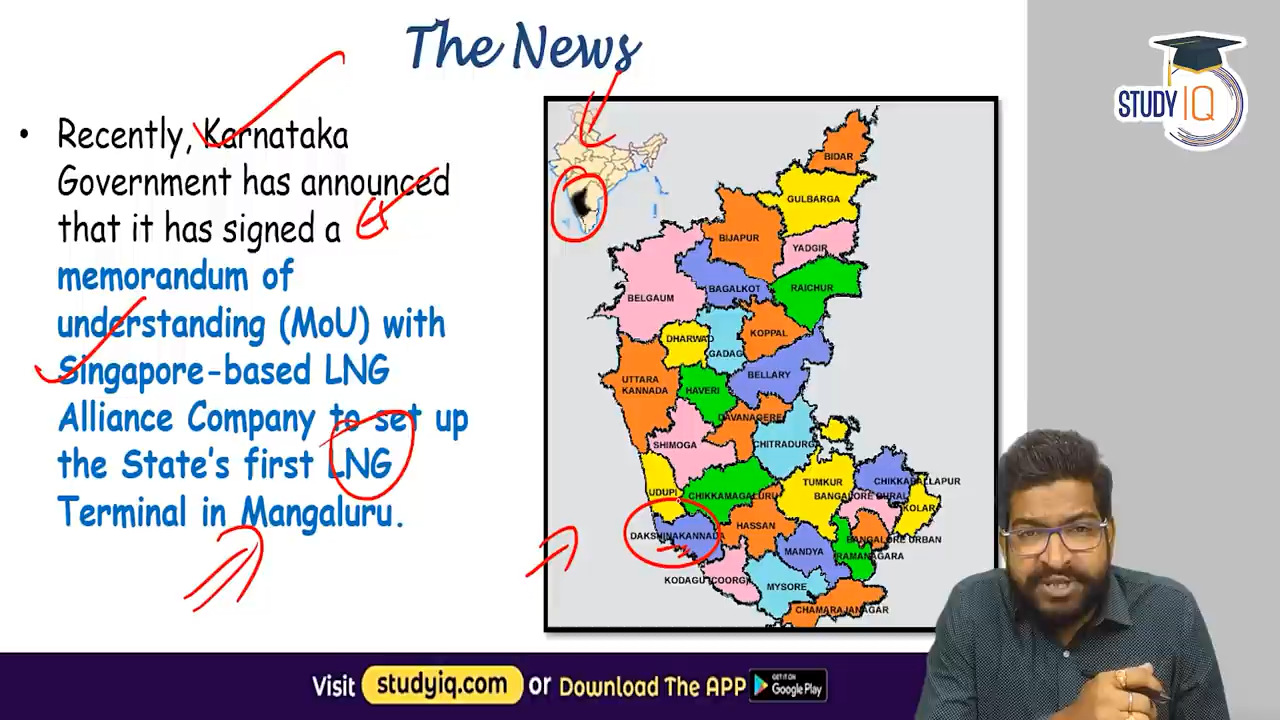 The News
STUDY IQ
• Recently, Karnataka
Government has announced
that it has signed a
memorandum of
understanding (MoU) with
Singapore-based LNG
Alliance Company to set up
the State's first LNG
Terminal in Mangaluru.
BIDAR
GULBARGA
BIJAPUR
YADGIR
BELGAUM
BAGALKOT
RAICHUR
DHARWAD
KOPPAL
GADAG
UTTARA
KANNADA
HAVERI
BELLARY
DAVANAGERE
SHIMOGA
CHITRADURGA
UDUPI
CHIKKAMAGALURU
TUMKUR
CHIKKABALLAPUR
BANGALORE RURAL
KOLAR
DAKSHINAKANNADA
HASSAN
BANGALORE URBAN
MANDYA
RAMANAGARA
KODAGU (COORG)
MYSORE
CHAMARAJANAGAR
Visit studyiq.com or Download The APP GET IT ON Google Play